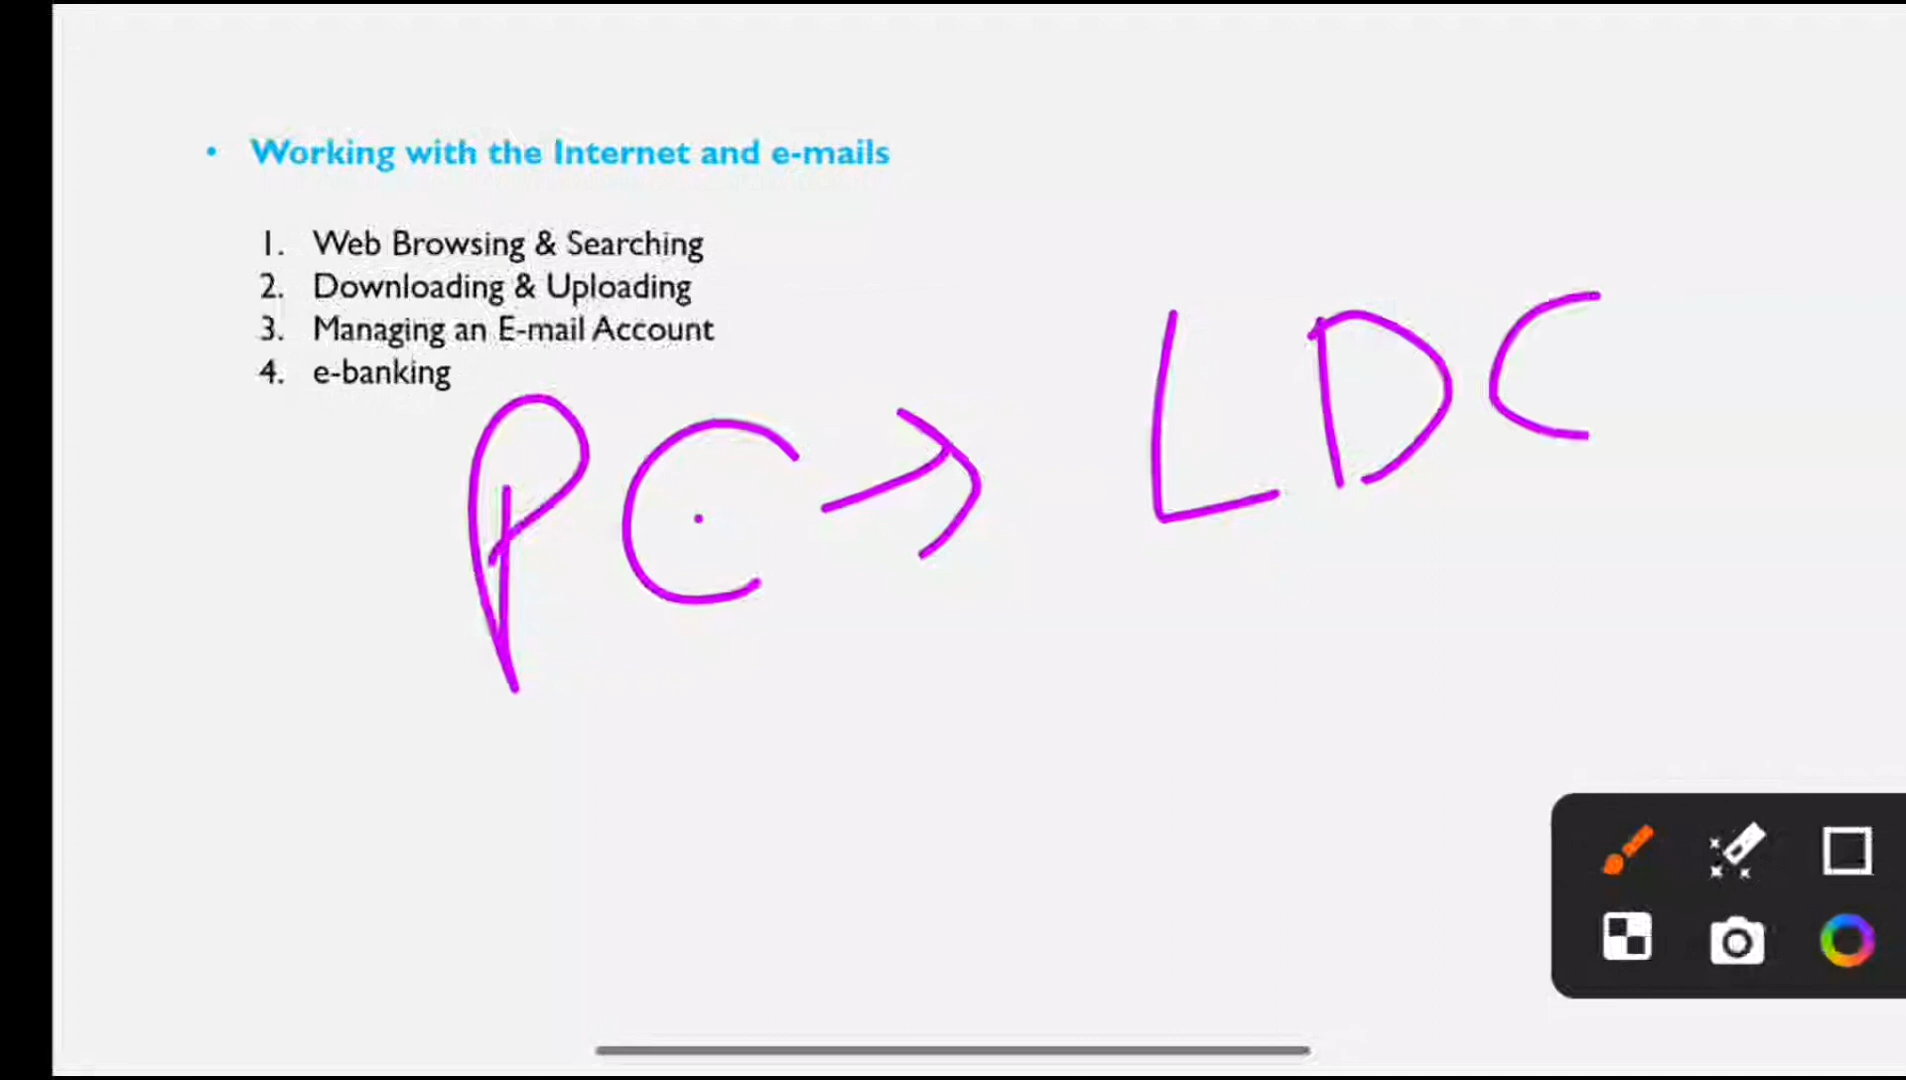 • Working with the Internet and e-mails
1. Web Browsing & Searching
2. Downloading & Uploading
3. Managing an E-mail Account
4. e-banking
PC → LDC